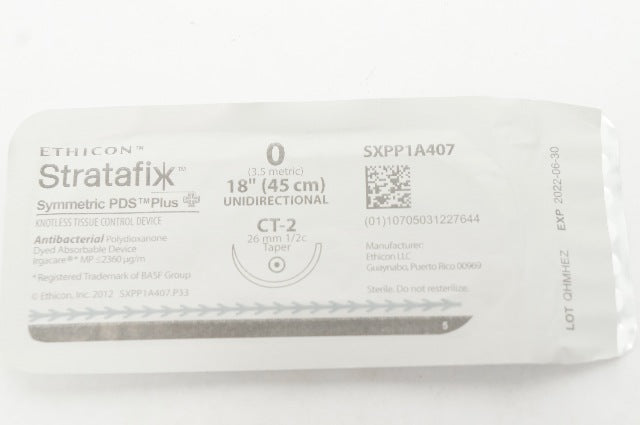 ETHICON™
Stratafix™
Symmetric PDS™ Plus
KNOTLESS TISSUE CONTROL DEVICE
Antibacterial Polydioxanone
Dyed Absorbable Device
Irgacare®* MP ≤2360 µg/m
*Registered Trademark of BASF Group
© Ethicon, Inc. 2012 SXPP1A407.P33
0
(3.5 metric)
18" (45 cm)
UNIDIRECTIONAL
CT-2
26 mm 1/2c
Taper
SXPP1A407
(01)10705031227644
Manufacturer:
Ethicon LLC
Guaynabo, Puerto Rico 00969
Sterile. Do not resterilize.
LOT QHMHEZ EXP 2022-06-30
5